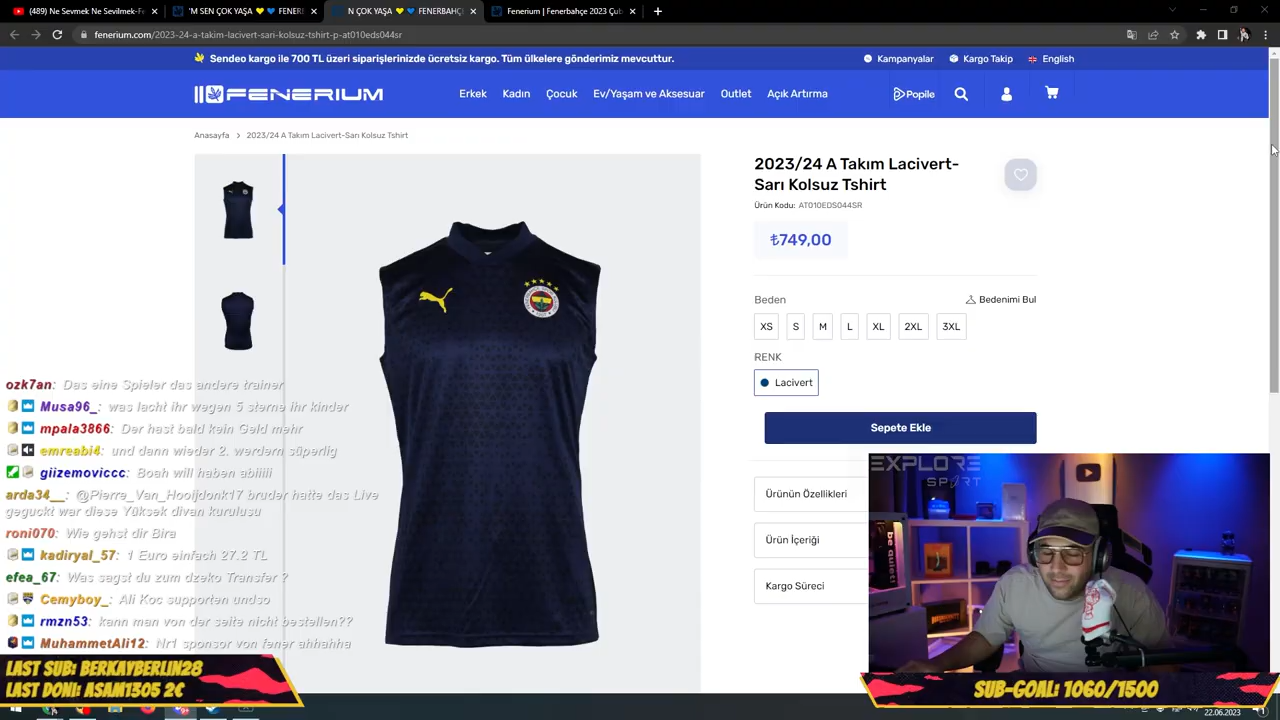 (489) Ne Sevmek Ne Sevilmek-F
'M SEN ÇOK YAŞA 💛 💙 FENERB
N ÇOK YAŞA 💛 💙 FENERBAHÇ
Fenerium | Fenerbahçe 2023 Çub
fenerium.com/2023-24-a-takim-lacivert-sari-kolsuz-tshirt-p-at010eds044sr
Sendeo kargo ile 700 TL üzeri siparişlerinizde ücretsiz kargo. Tüm ülkelere gönderimiz mevcuttur.
Kampanyalar
Kargo Takip
English
FENERIUM
Erkek
Kadın
Çocuk
Ev/Yaşam ve Aksesuar
Outlet
Açık Artırma
Popile
Anasayfa > 2023/24 A Takım Lacivert-Sarı Kolsuz Tshirt
2023/24 A Takım Lacivert-
Sarı Kolsuz Tshirt
Ürün Kodu: AT010EDS044SR
₺749,00
Beden
Bedenimi Bul
XS S M L XL 2XL 3XL
RENK
Lacivert
Sepete Ekle
Ürünün Özellikleri
Ürün İçeriği
Kargo Süreci
ozk7an: Das eine Spieler das andere trainer
Musa96_: was lacht ihr wegen 5 sterne ihr kinder
mpala3866: Der hast bald kein Geld mehr
emreabi4: und dann wieder 2. werdern süperlig
giizemoviccc: Boah will haben abiiiii
arda34__: @Pierre_Van_Hooijdonk17 bruder hatte das Live
geguckt war diese Yüksek divan kurulusu
roni070: Wie gehst dir Bira
kadiryal_57: 1 Euro einfach 27.2 TL
efea_67: Was sagst du zum dzeko Transfer ?
Cemyboy_: Ali Koc supporten undso
rmzn53: kann man von der seite nicht bestellen??
MuhammetAli12: Nr1 sponsor von fener ahhahha
LAST SUB: BERKAYBERLIN28
LAST DONI: ASAM1305 2€
EXPLORE
SPORT
be quiet!
SUB-GOAL: 1060/1500
22.06.2023